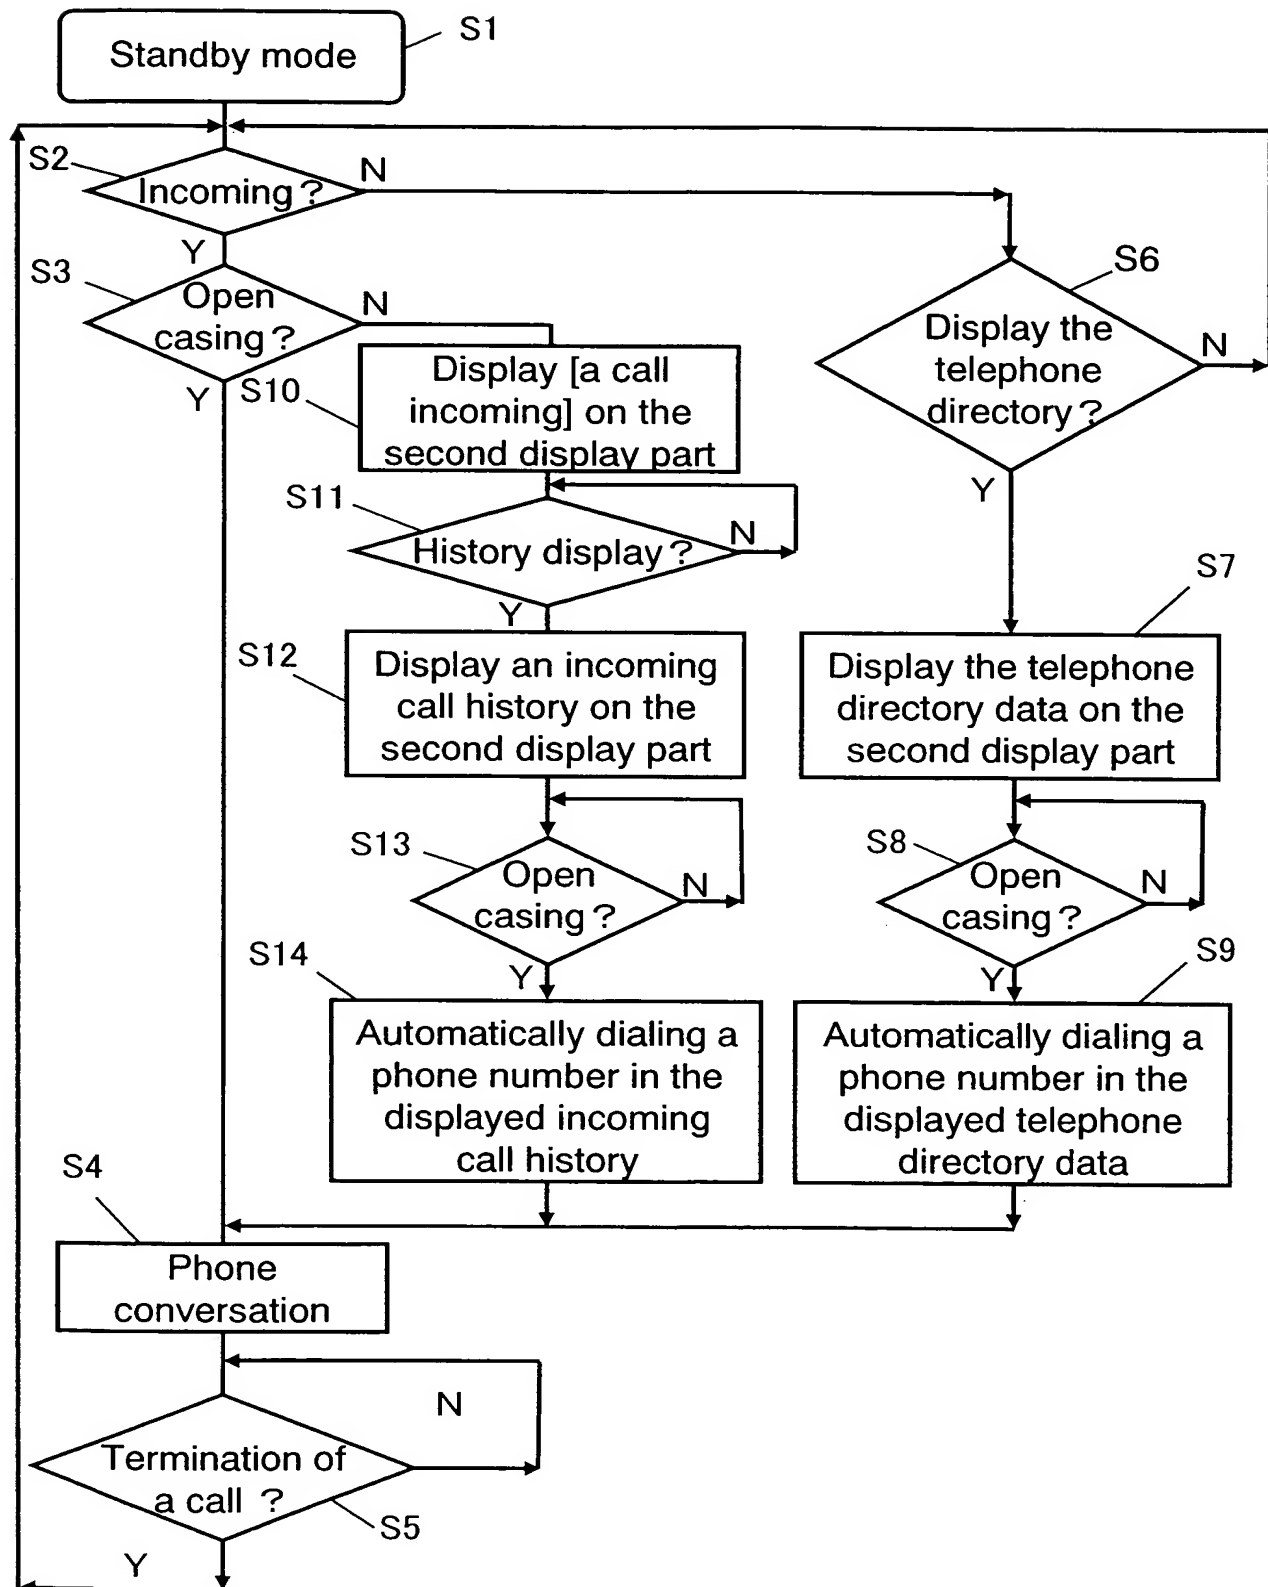 Standby mode
S1
S2
Incoming ?
N
Y
S3
Open
casing ?
N
Y
S6
Display the
telephone
directory ?
N
Y
S10
Display [a call
incoming] on the
second display part
S11
History display ?
N
Y
S7
Display the telephone
directory data on the
second display part
S12
Display an incoming
call history on the
second display part
S13
Open
casing ?
N
Y
S8
Open
casing ?
N
Y
S14
Automatically dialing a
phone number in the
displayed incoming
call history
S9
Automatically dialing a
phone number in the
displayed telephone
directory data
S4
Phone
conversation
N
Termination of
a call ?
S5
Y